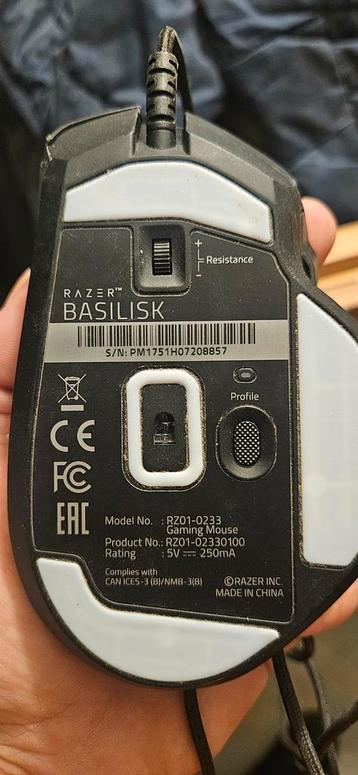 +
- Resistance
RAZER™
BASILISK
S/N: PM1751H07208857
Profile
CE
FC
EAC
Model No. : RZ01-0233
Gaming Mouse
Product No.: RZ01-02330100
Rating : 5V ⎓ 250mA
Complies with
CAN ICES-3 (B)/NMB-3(B)
©RAZER INC.
MADE IN CHINA